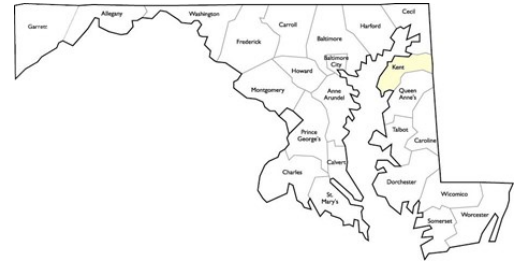 Garrett
Allegany
Washington
Frederick
Carroll
Baltimore
Harford
Cecil
Baltimore
City
Kent
Howard
Montgomery
Anne
Arundel
Queen
Anne's
Prince
George's
Talbot
Caroline
Calvert
Charles
St.
Mary's
Dorchester
Wicomico
Somerset
Worcester